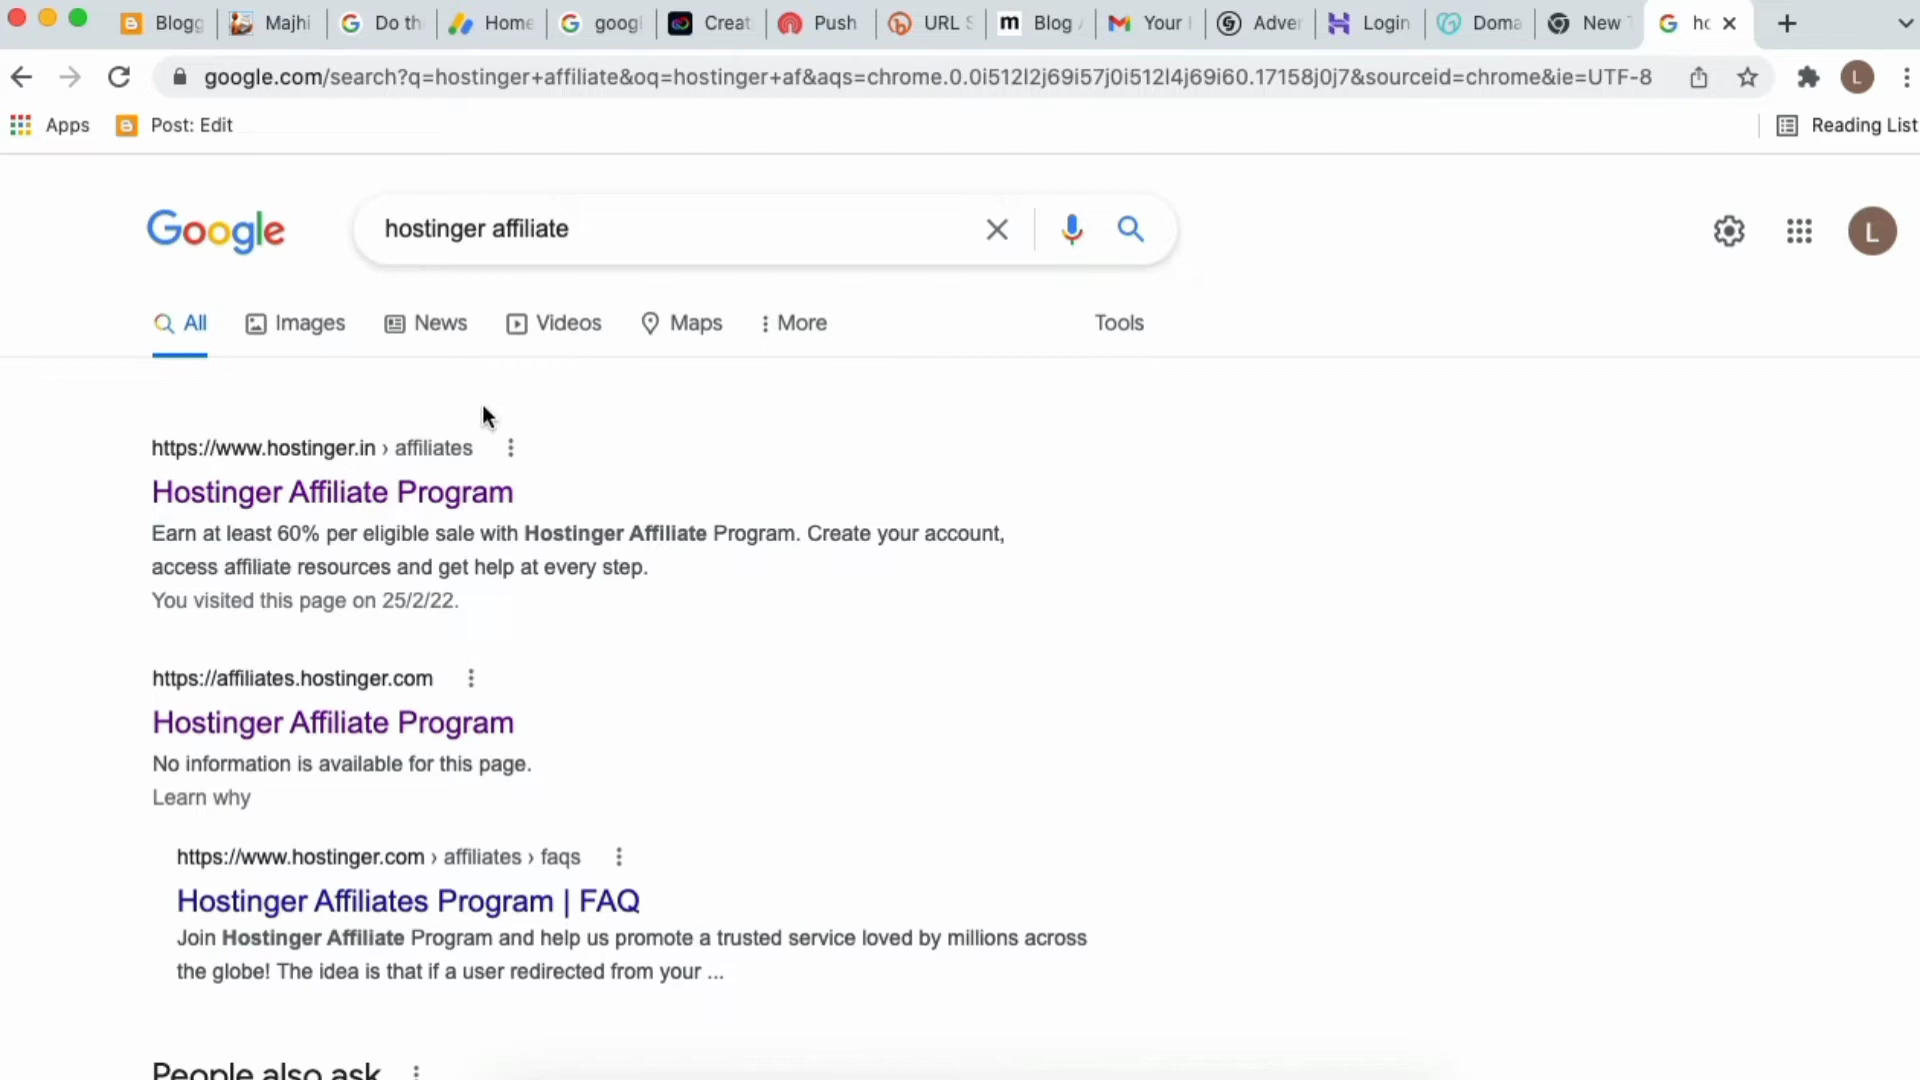 Blogg Majhi Do th Home googl Creat Push URL S Blog A Your Adver Login Doma New ho
google.com/search?q=hostinger+affiliate&oq=hostinger+af&aqs=chrome.0.0i512l2j69i57j0i512l4j69i60.17158j0j7&sourceid=chrome&ie=UTF-8 L
Apps Post: Edit Reading List
Google hostinger affiliate L
All Images News Videos Maps More Tools
https://www.hostinger.in › affiliates
Hostinger Affiliate Program
Earn at least 60% per eligible sale with Hostinger Affiliate Program. Create your account,
access affiliate resources and get help at every step.
You visited this page on 25/2/22.
https://affiliates.hostinger.com
Hostinger Affiliate Program
No information is available for this page.
Learn why
https://www.hostinger.com › affiliates › faqs
Hostinger Affiliates Program | FAQ
Join Hostinger Affiliate Program and help us promote a trusted service loved by millions across
the globe! The idea is that if a user redirected from your ...
People also ask